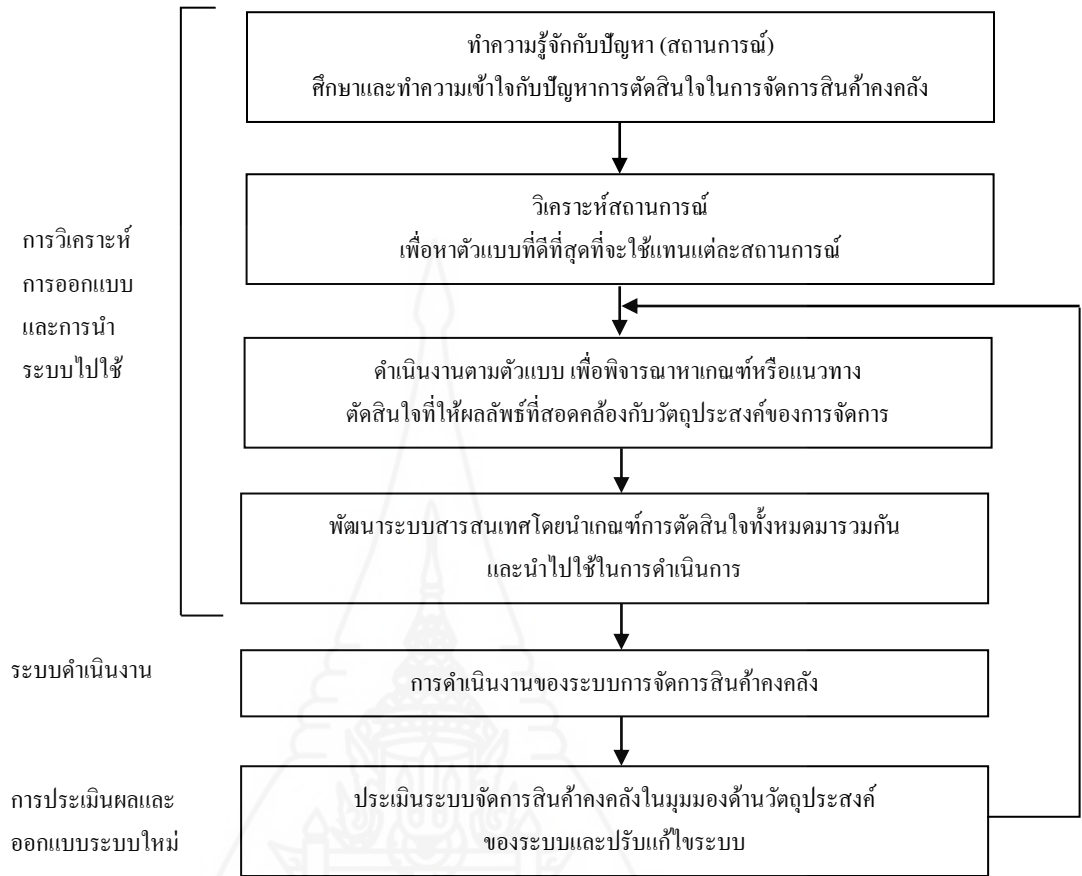 ทำความรู้จักกับปัญหา (สถานการณ์)
ศึกษาและทำความเข้าใจกับปัญหาการตัดสินใจในการจัดการสินค้าคงคลัง
วิเคราะห์สถานการณ์
เพื่อหาตัวแบบที่ดีที่สุดที่จะใช้แทนแต่ละสถานการณ์
การวิเคราะห์
การออกแบบ
และการนำ
ระบบไปใช้
ดำเนินงานตามตัวแบบ เพื่อพิจารณาหาเกณฑ์หรือแนวทาง
ตัดสินใจที่ให้ผลลัพธ์ที่สอดคล้องกับวัตถุประสงค์ของการจัดการ
พัฒนาระบบสารสนเทศโดยนำเกณฑ์การตัดสินใจทั้งหมดมารวมกัน
และนำไปใช้ในการดำเนินการ
ระบบดำเนินงาน
การดำเนินงานของระบบการจัดการสินค้าคงคลัง
การประเมินผลและ
ออกแบบระบบใหม่
ประเมินระบบจัดการสินค้าคงคลังในมุมมองด้านวัตถุประสงค์
ของระบบและปรับแก้ไขระบบ